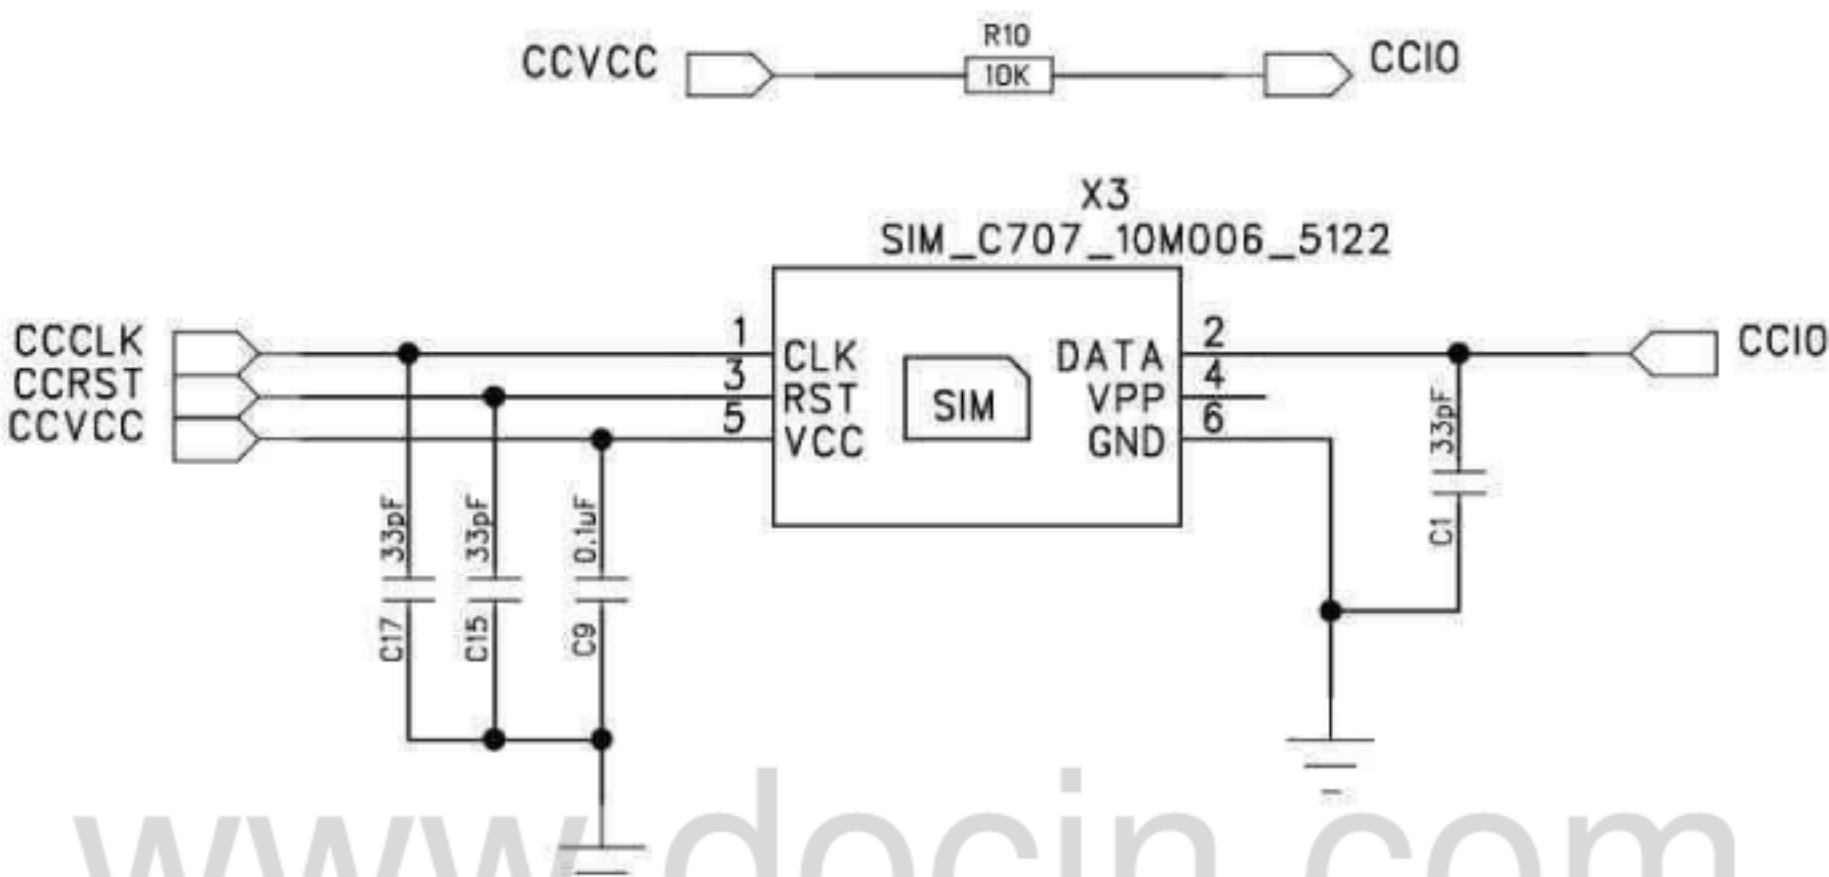 R10
CCVCC 10K CCIO
X3
SIM_C707_10M006_5122
CCCLK 1 CLK DATA 2 CCIO
CCRST 3 RST SIM VPP 4
CCVCC 5 VCC GND 6
33pF 33pF 0.1uF 33pF
C17 C15 C9 C1
www.docin.com